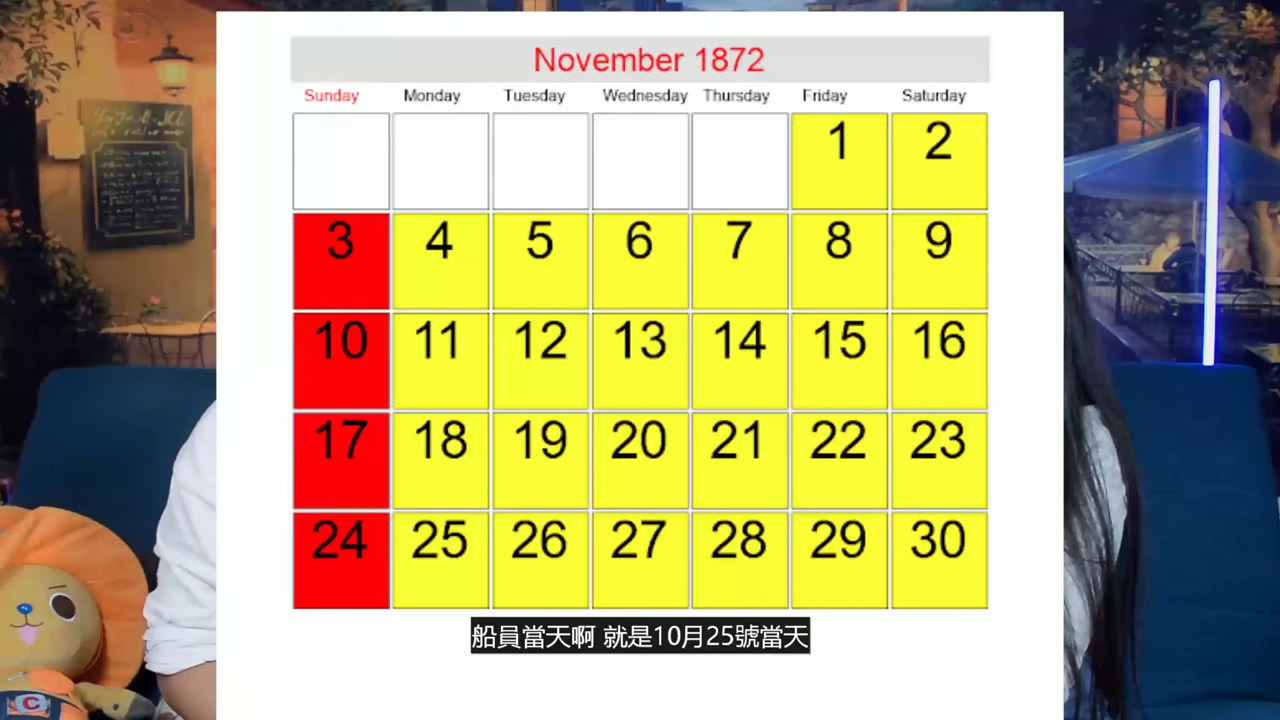 November 1872
Sunday Monday Tuesday Wednesday Thursday Friday Saturday
1 2
3 4 5 6 7 8 9
10 11 12 13 14 15 16
17 18 19 20 21 22 23
24 25 26 27 28 29 30
船員當天啊 就是10月25號當天
C